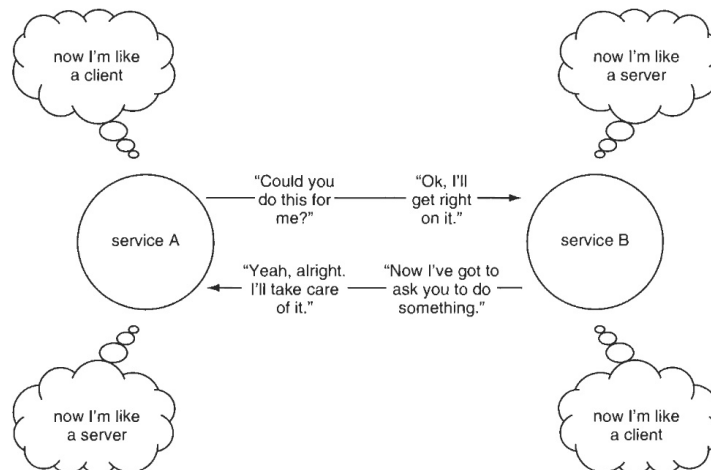 now I'm like
a client
now I'm like
a server
“Could you
do this for
me?”
“Ok, I'll
get right
on it.”
service A
service B
“Yeah, alright.
I'll take care
of it.”
“Now I've got to
ask you to do
something.”
now I'm like
a server
now I'm like
a client